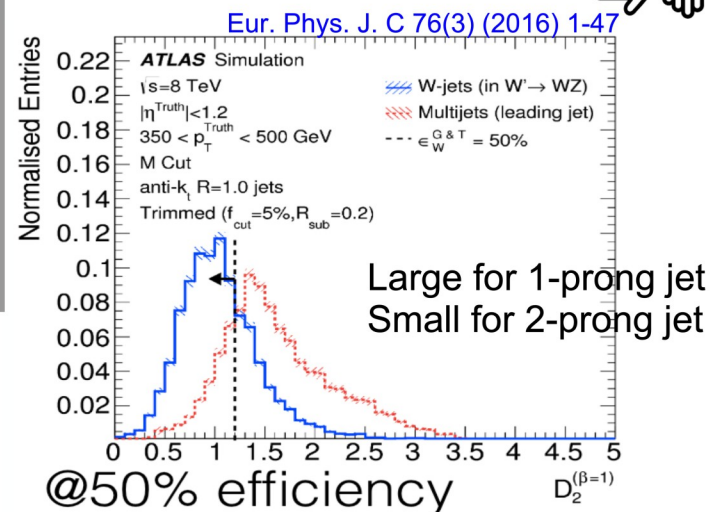 Eur. Phys. J. C 76(3) (2016) 1-47
Normalised Entries
0.22
0.2
0.18
0.16
0.14
0.12
0.1
0.08
0.06
0.04
0.02
ATLAS Simulation
√s=8 TeV
|η^Truth|<1.2
350 < p_T^Truth < 500 GeV
M Cut
anti-k_t R=1.0 jets
Trimmed (f_cut=5%,R_sub=0.2)
W-jets (in W'→ WZ)
Multijets (leading jet)
ϵ_W^G & T = 50%
Large for 1-prong jet
Small for 2-prong jet
0 0.5 1 1.5 2 2.5 3 3.5 4 4.5 5
@50% efficiency
D_2^(β=1)